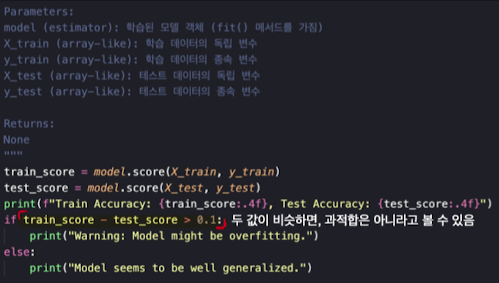 Parameters:
model (estimator): 학습된 모델 객체 (fit() 메서드를 가짐)
X_train (array-like): 학습 데이터의 독립 변수
y_train (array-like): 학습 데이터의 종속 변수
X_test (array-like): 테스트 데이터의 독립 변수
y_test (array-like): 테스트 데이터의 종속 변수
Returns:
None
"""
train_score = model.score(X_train, y_train)
test_score = model.score(X_test, y_test)
print(f"Train Accuracy: {train_score:.4f}, Test Accuracy: {test_score:.4f}")
if train_score - test_score > 0.1: 두 값이 비슷하면, 과적합은 아니라고 볼 수 있음
print("Warning: Model might be overfitting.")
else:
print("Model seems to be well generalized.")